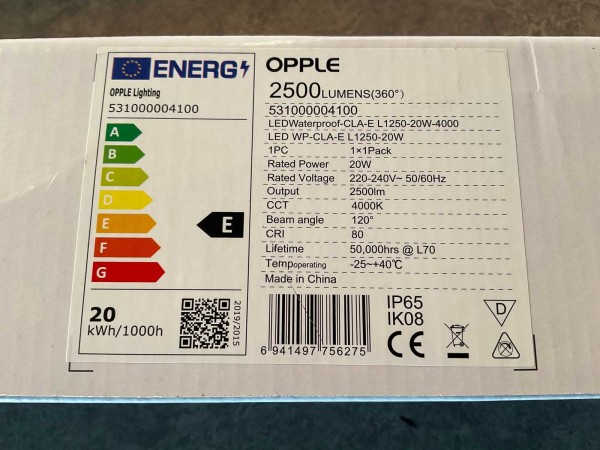 ENERG
OPPLE Lighting
531000004100
A
B
C
D
E
F
G
E
20
kWh/1000h
2019/2015
OPPLE
2500LUMENS(360°)
531000004100
LEDWaterproof-CLA-E L1250-20W-4000
LED WP-CLA-E L1250-20W
1PC 1×1Pack
Rated Power 20W
Rated Voltage 220-240V~ 50/60Hz
Output 2500lm
CCT 4000K
Beam angle 120°
CRI 80
Lifetime 50,000hrs @ L70
Tempoperating -25~+40℃
Made in China
6 941497 756275
IP65
IK08
CE
D